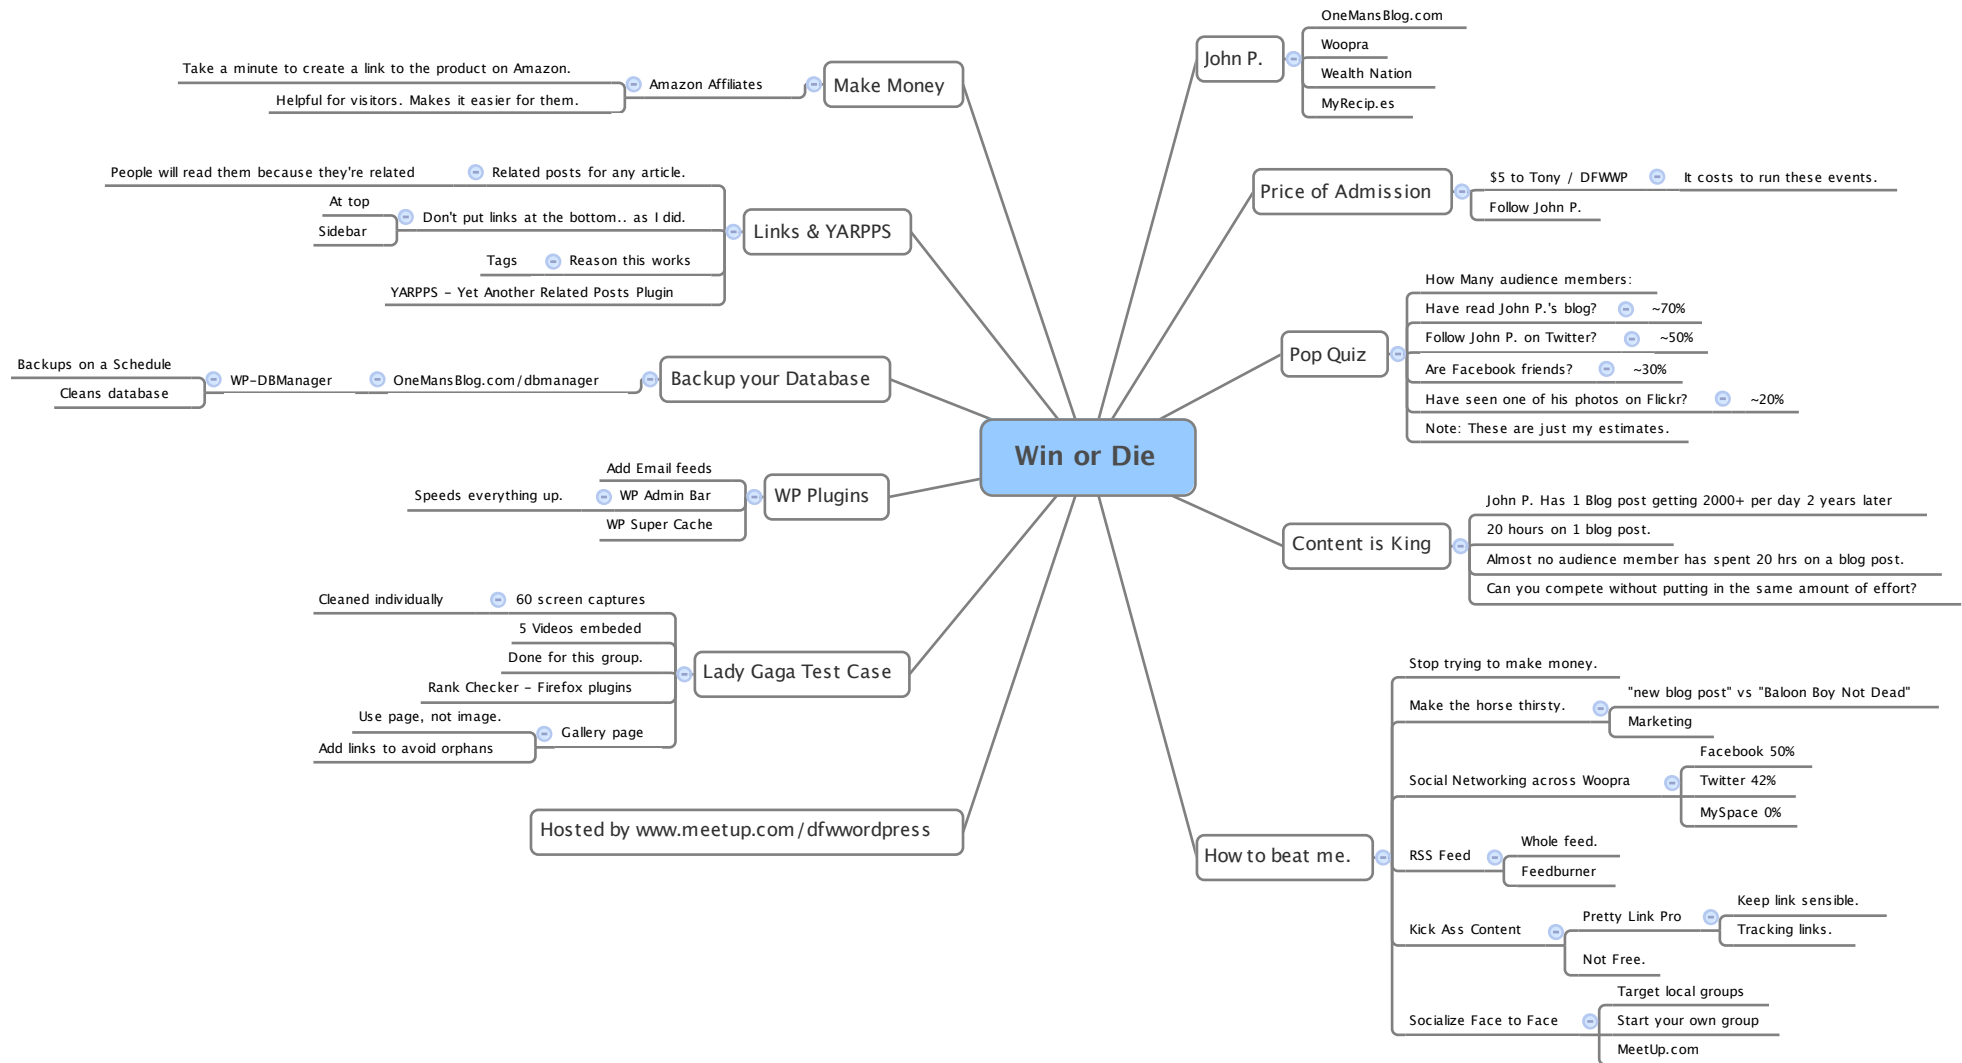 Win or Die
John P.
OneMansBlog.com
Woopra
Wealth Nation
MyRecip.es
Price of Admission
$5 to Tony / DFWWP
It costs to run these events.
Follow John P.
Pop Quiz
How Many audience members:
Have read John P.'s blog?
~70%
Follow John P. on Twitter?
~50%
Are Facebook friends?
~30%
Have seen one of his photos on Flickr?
~20%
Note: These are just my estimates.
Content is King
John P. Has 1 Blog post getting 2000+ per day 2 years later
20 hours on 1 blog post.
Almost no audience member has spent 20 hrs on a blog post.
Can you compete without putting in the same amount of effort?
How to beat me.
Stop trying to make money.
Make the horse thirsty.
"new blog post" vs "Baloon Boy Not Dead"
Marketing
Social Networking across Woopra
Facebook 50%
Twitter 42%
MySpace 0%
RSS Feed
Whole feed.
Feedburner
Kick Ass Content
Pretty Link Pro
Keep link sensible.
Tracking links.
Not Free.
Socialize Face to Face
Target local groups
Start your own group
MeetUp.com
Make Money
Amazon Affiliates
Take a minute to create a link to the product on Amazon.
Helpful for visitors. Makes it easier for them.
Links & YARPPS
Related posts for any article.
People will read them because they're related
Don't put links at the bottom.. as I did.
At top
Sidebar
Reason this works
Tags
YARPPS - Yet Another Related Posts Plugin
Backup your Database
OneMansBlog.com/dbmanager
WP-DBManager
Backups on a Schedule
Cleans database
WP Plugins
Add Email feeds
WP Admin Bar
Speeds everything up.
WP Super Cache
Lady Gaga Test Case
60 screen captures
Cleaned individually
5 Videos embeded
Done for this group.
Rank Checker - Firefox plugins
Gallery page
Use page, not image.
Add links to avoid orphans
Hosted by www.meetup.com/dfwwordpress